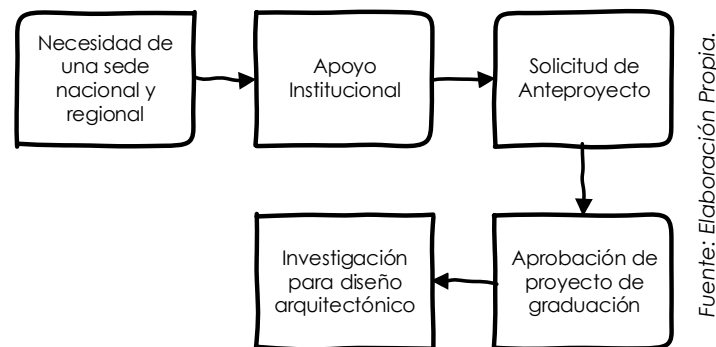 Necesidad de
una sede
nacional y
regional
Apoyo
Institucional
Solicitud de
Anteproyecto
Aprobación de
proyecto de
graduación
Investigación
para diseño
arquitectónico
Fuente: Elaboración Propia.